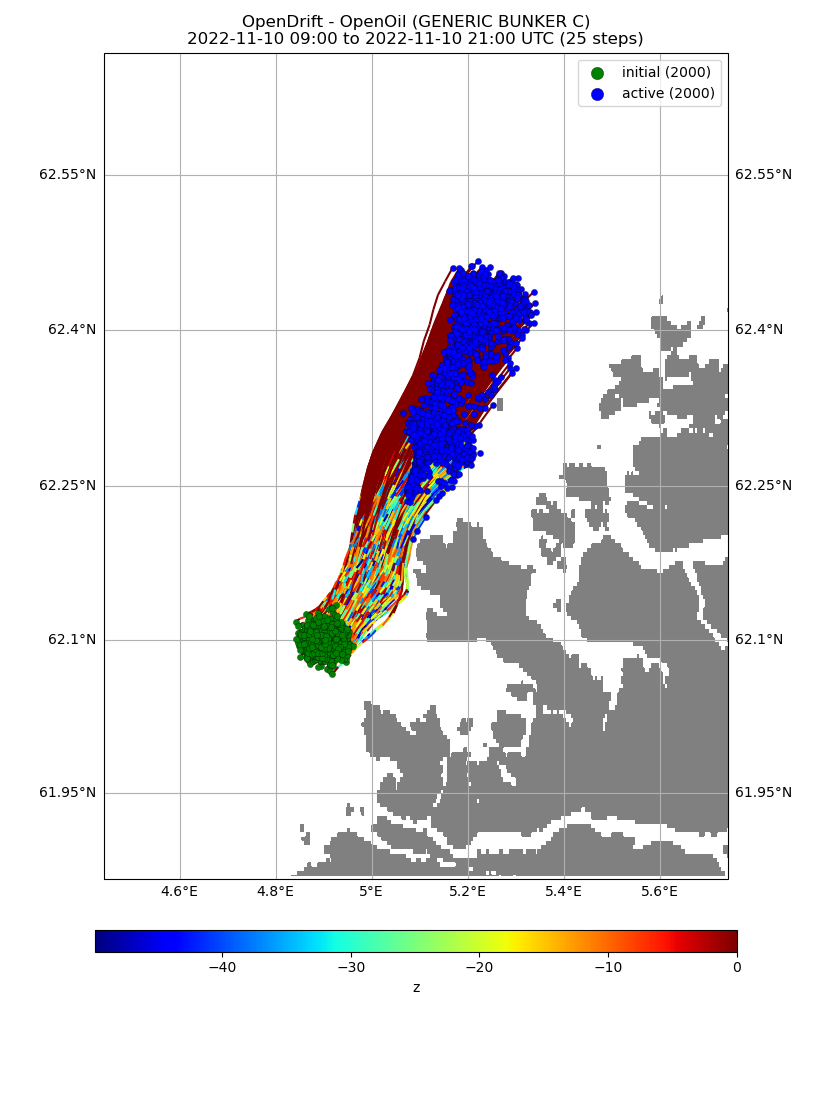 OpenDrift - OpenOil (GENERIC BUNKER C)
2022-11-10 09:00 to 2022-11-10 21:00 UTC (25 steps)
initial (2000)
active (2000)
62.55°N 62.55°N
62.4°N 62.4°N
62.25°N 62.25°N
62.1°N 62.1°N
61.95°N 61.95°N
4.6°E 4.8°E 5°E 5.2°E 5.4°E 5.6°E
−40 −30 −20 −10 0
z